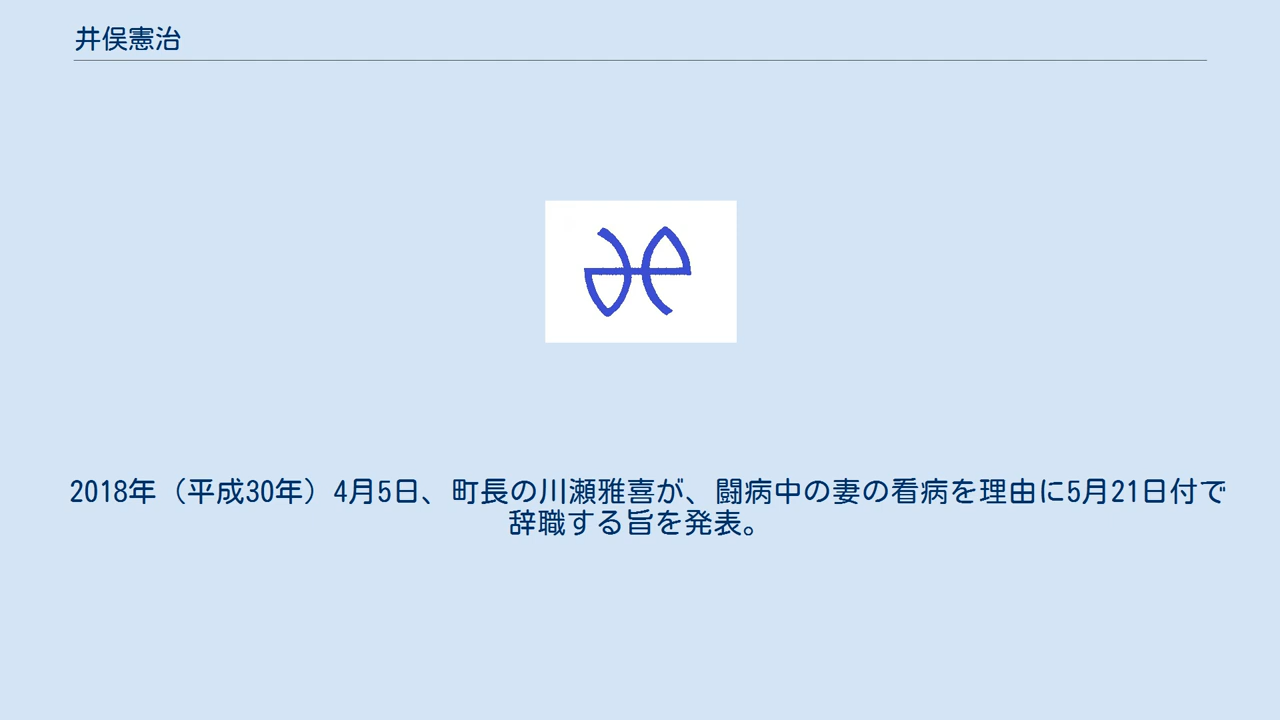 井俣憲治
2018年（平成30年）4月5日、町長の川瀬雅喜が、闘病中の妻の看病を理由に5月21日付で
辞職する旨を発表。